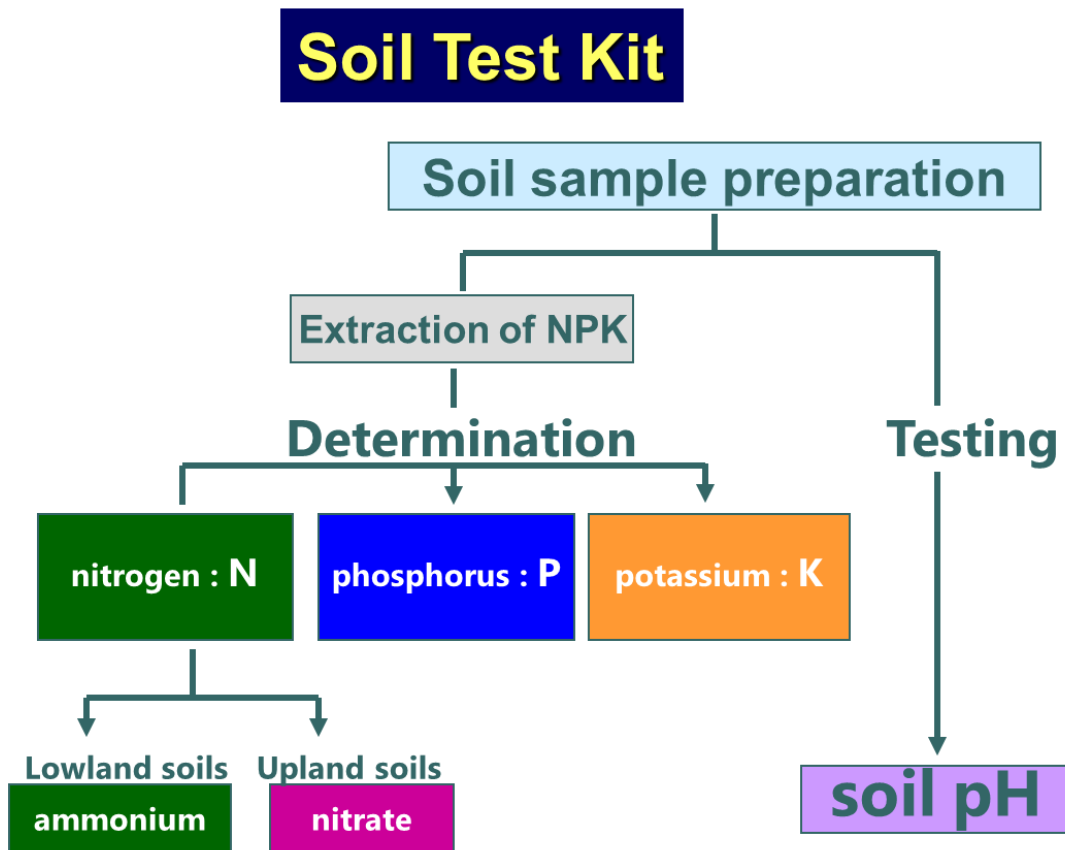 Soil Test Kit
Soil sample preparation
Extraction of NPK
Determination
Testing
nitrogen : N
phosphorus : P
potassium : K
Lowland soils
Upland soils
ammonium
nitrate
soil pH